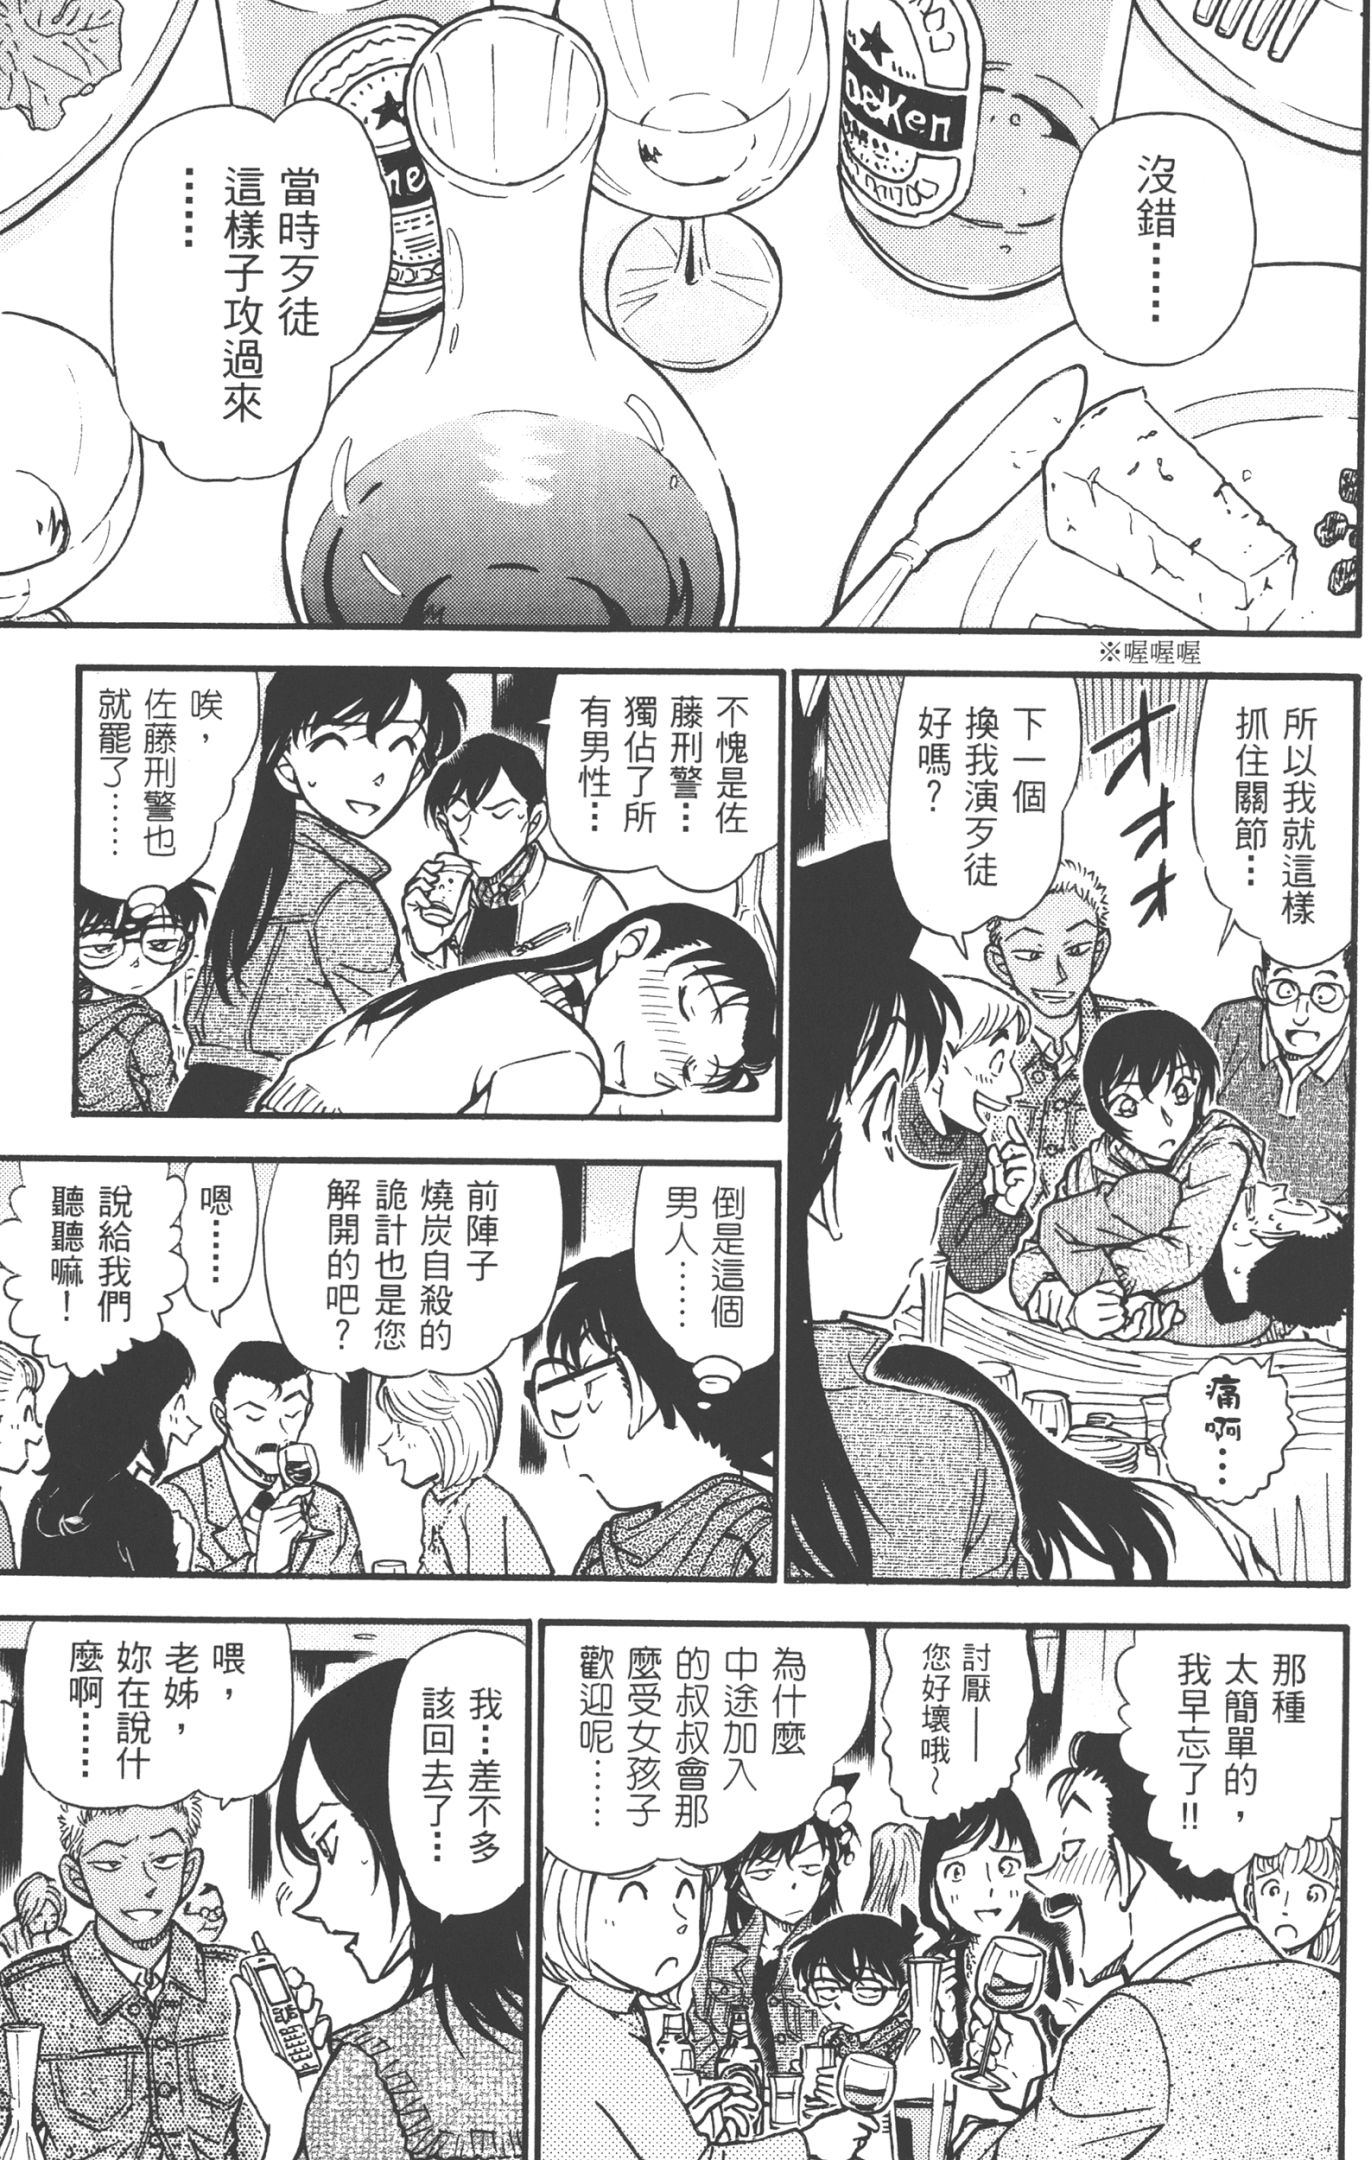 沒錯……
當時歹徒
這樣子攻過來
……
neken
ne
※喔喔喔
所以我就這樣
抓住關節…
下一個
換我演歹徒
好嗎？
オオオ
痛啊…
不愧是佐
藤刑警…
獨佔了所
有男性…
唉，
佐藤刑警也
就罷了……
倒是這個
男人……
前陣子
燒炭自殺的
詭計也是您
解開的吧？
嗯……
說給我們
聽聽嘛！
那種
太簡單的，
我早忘了!!
討厭—
您好壞哦~
為什麼
中途加入
的叔叔會那
麼受女孩子
歡迎呢……
我…差不多
該回去了…
喂，
老姊，
妳在說什
麼啊……